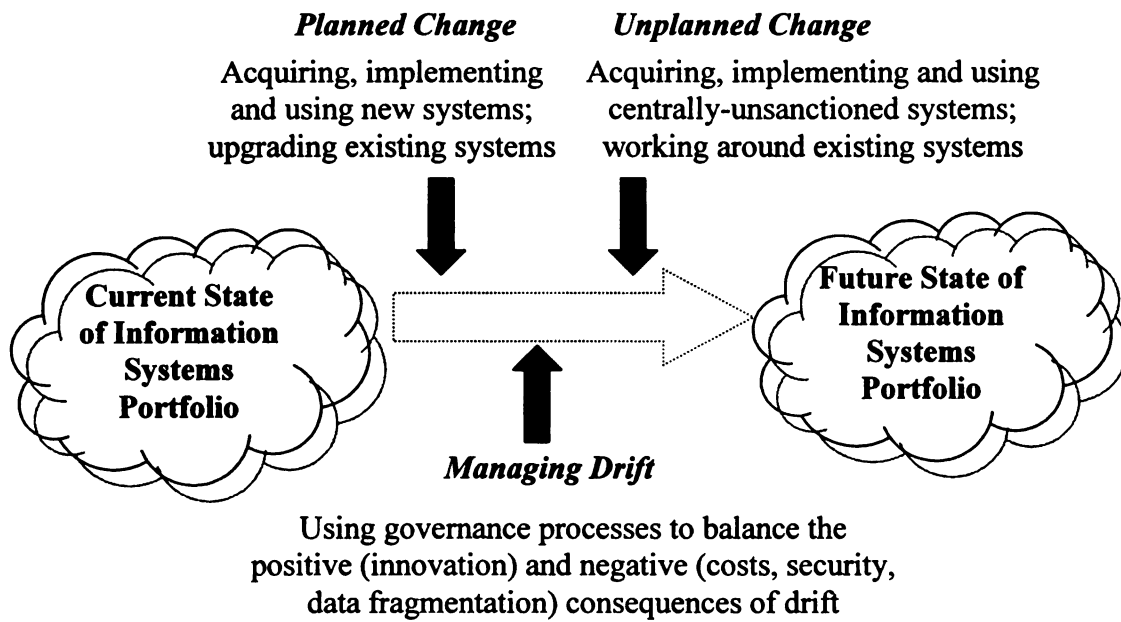 Planned Change
Acquiring, implementing
and using new systems;
upgrading existing systems
Unplanned Change
Acquiring, implementing and using
centrally-unsanctioned systems;
working around existing systems
Current State
of Information
Systems
Portfolio
Future State of
Information
Systems
Portfolio
Managing Drift
Using governance processes to balance the
positive (innovation) and negative (costs, security,
data fragmentation) consequences of drift